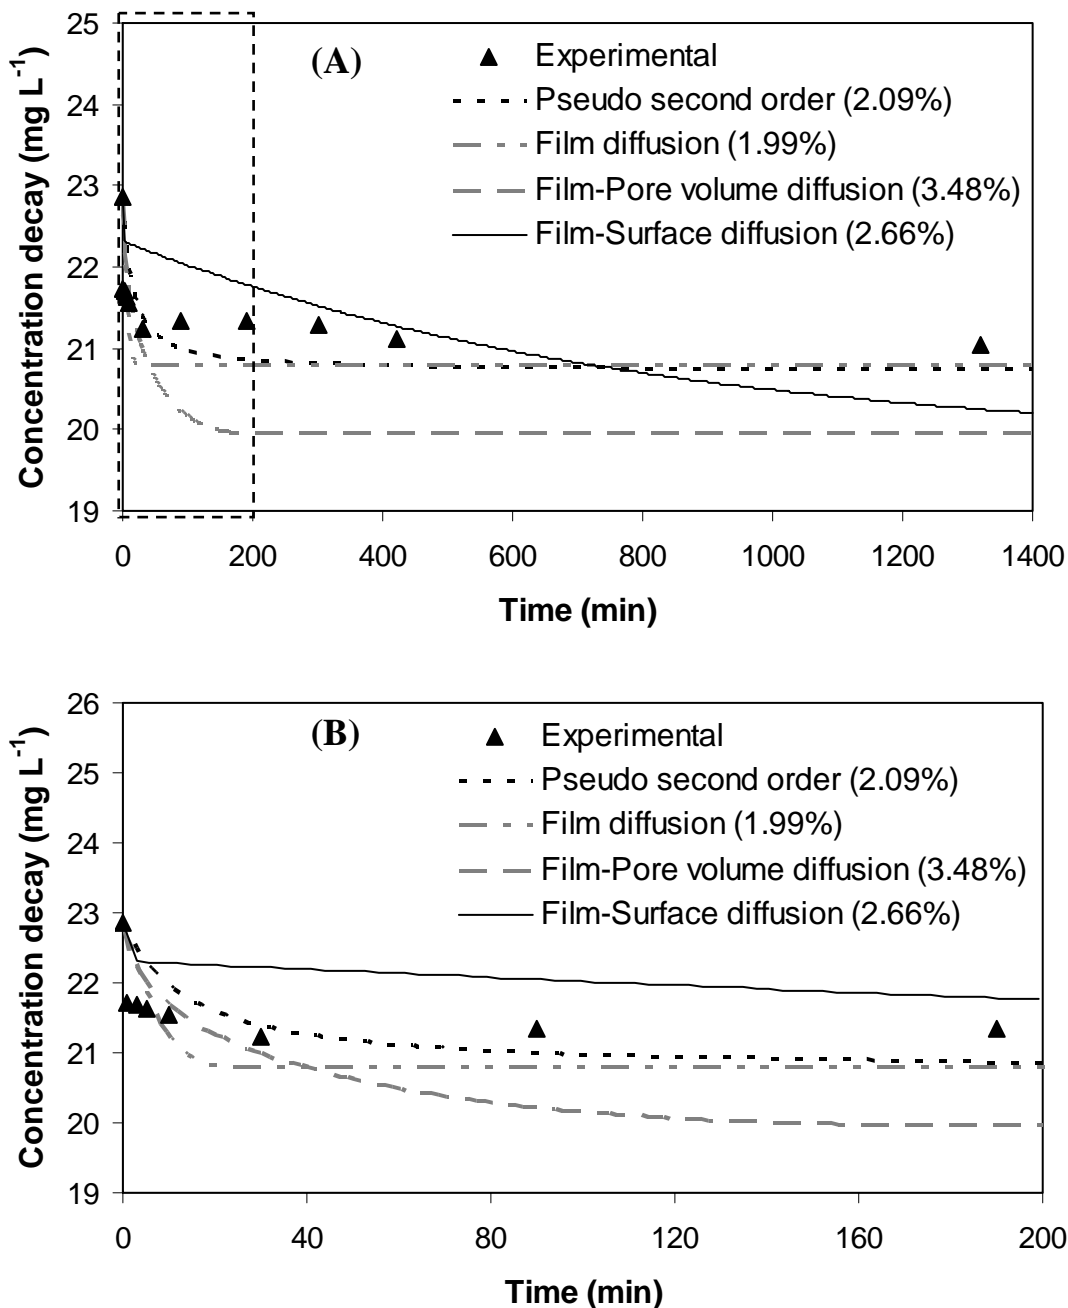 25
24
23
22
21
20
19
Concentration decay (mg L⁻¹)
(A)
Experimental
Pseudo second order (2.09%)
Film diffusion (1.99%)
Film-Pore volume diffusion (3.48%)
Film-Surface diffusion (2.66%)
0 200 400 600 800 1000 1200 1400
Time (min)
26
25
24
23
22
21
20
19
Concentration decay (mg L⁻¹)
(B)
Experimental
Pseudo second order (2.09%)
Film diffusion (1.99%)
Film-Pore volume diffusion (3.48%)
Film-Surface diffusion (2.66%)
0 40 80 120 160 200
Time (min)